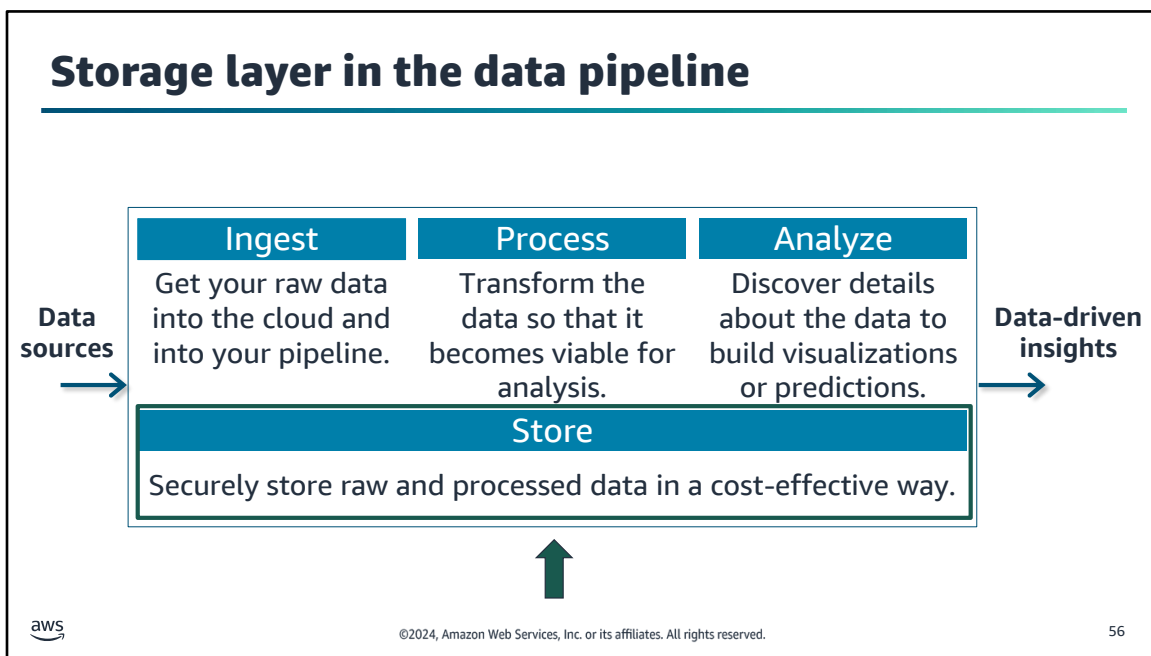 Storage layer in the data pipeline
Data
sources
Ingest
Get your raw data
into the cloud and
into your pipeline.
Process
Transform the
data so that it
becomes viable for
analysis.
Analyze
Discover details
about the data to
build visualizations
or predictions.
Data-driven
insights
Store
Securely store raw and processed data in a cost-effective way.
aws
©2024, Amazon Web Services, Inc. or its affiliates. All rights reserved.
56